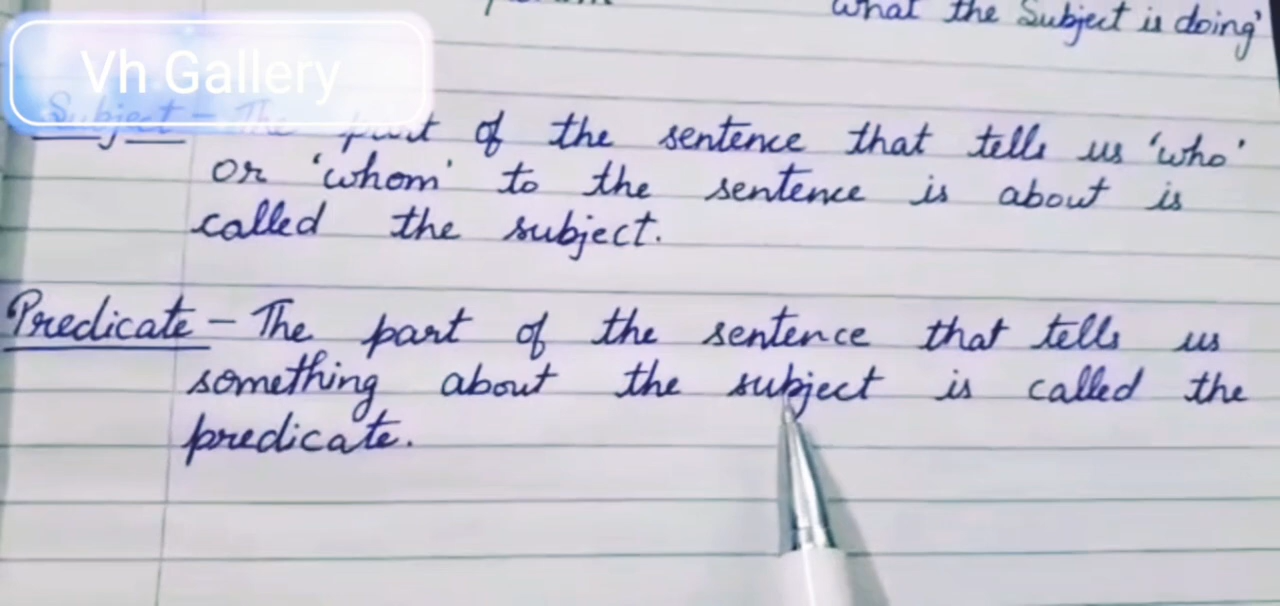 what the Subject is doing'
Vh Gallery
Subject - The part of the sentence that tells us 'who'
or 'whom' to the sentence is about is
called the subject.
Predicate - The part of the sentence that tells us
something about the subject is called the
predicate.